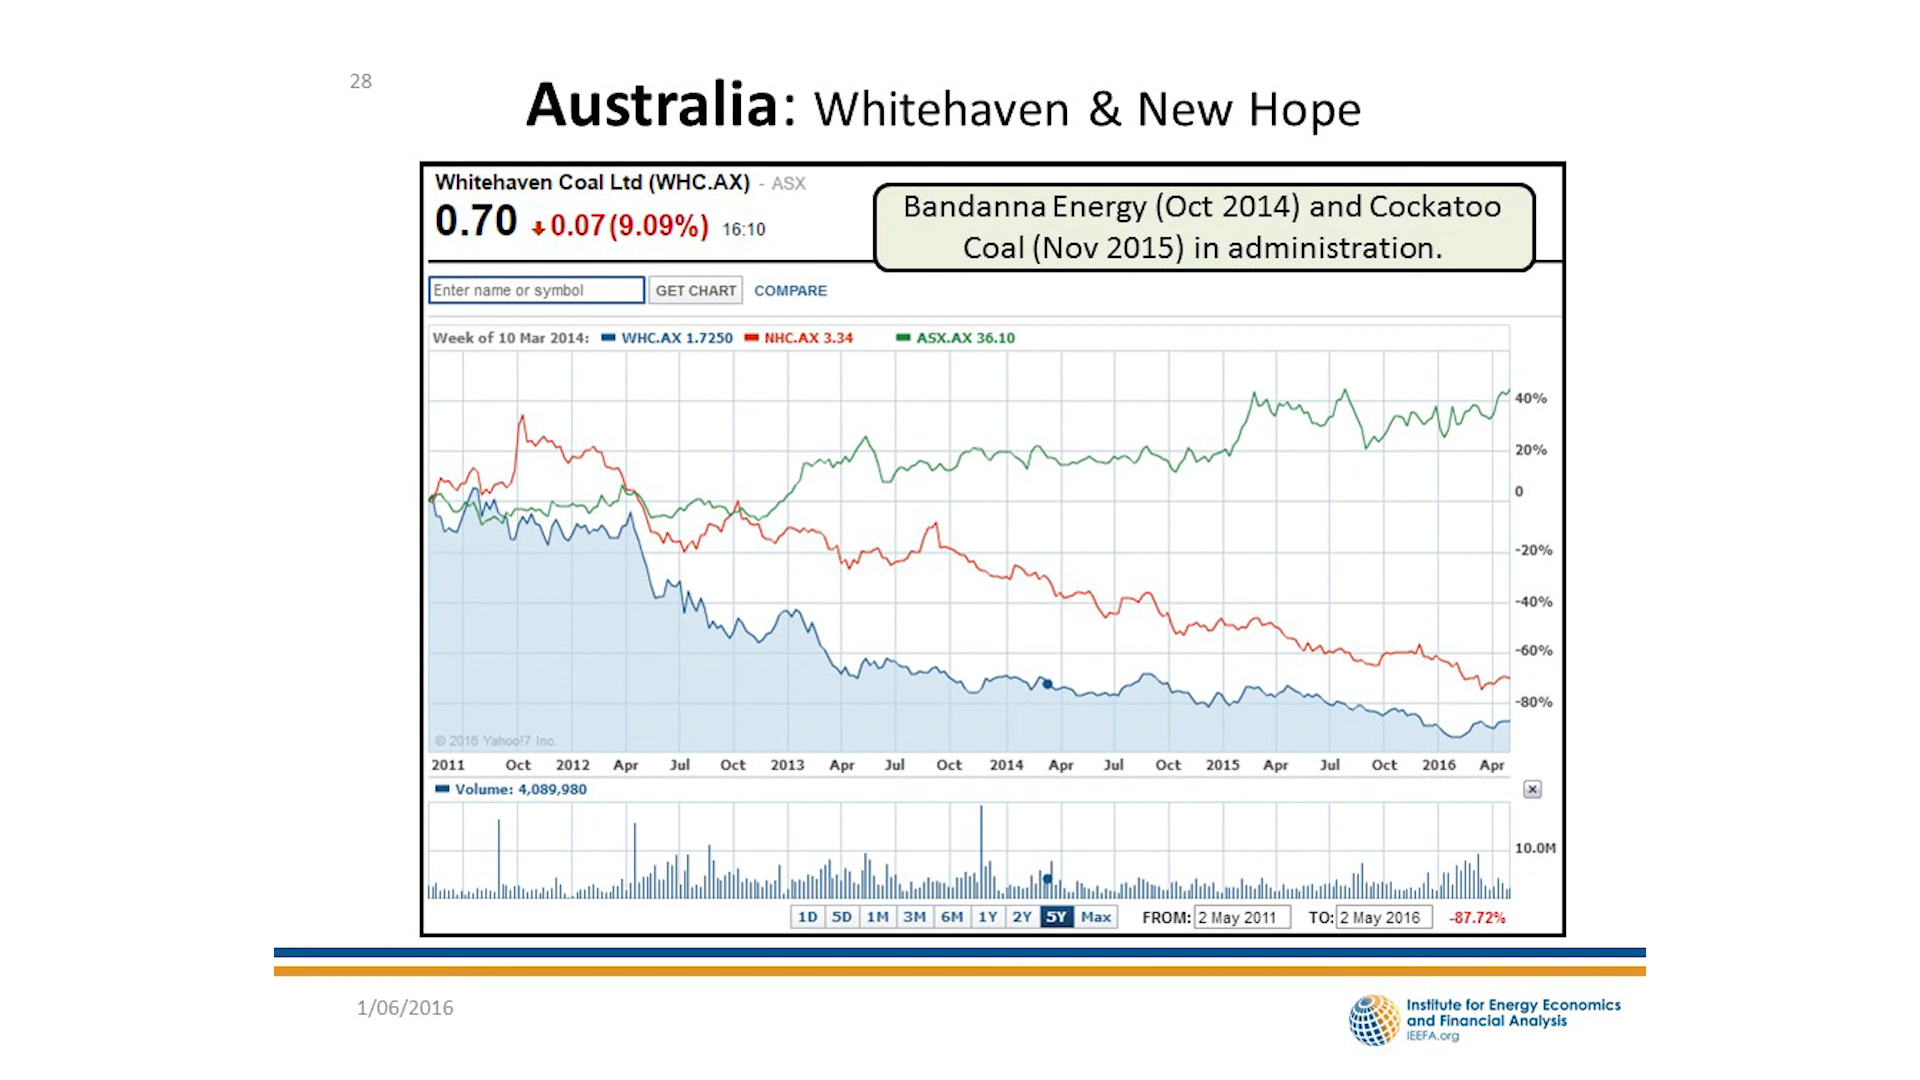 28
Australia: Whitehaven & New Hope
Whitehaven Coal Ltd (WHC.AX) - ASX
0.70 0.07(9.09%) 16:10
Bandanna Energy (Oct 2014) and Cockatoo
Coal (Nov 2015) in administration.
Enter name or symbol GET CHART COMPARE
Week of 10 Mar 2014: WHC.AX 1.7250 NHC.AX 3.34 ASX.AX 36.10
40%
20%
0
-20%
-40%
-60%
-80%
© 2016 Yahoo!7 Inc.
2011 Oct 2012 Apr Jul Oct 2013 Apr Jul Oct 2014 Apr Jul Oct 2015 Apr Jul Oct 2016 Apr
Volume: 4,089,980
10.0M
1D 5D 1M 3M 6M 1Y 2Y 5Y Max FROM: 2 May 2011 TO: 2 May 2016 -87.72%
1/06/2016
Institute for Energy Economics
and Financial Analysis
IEEFA.org